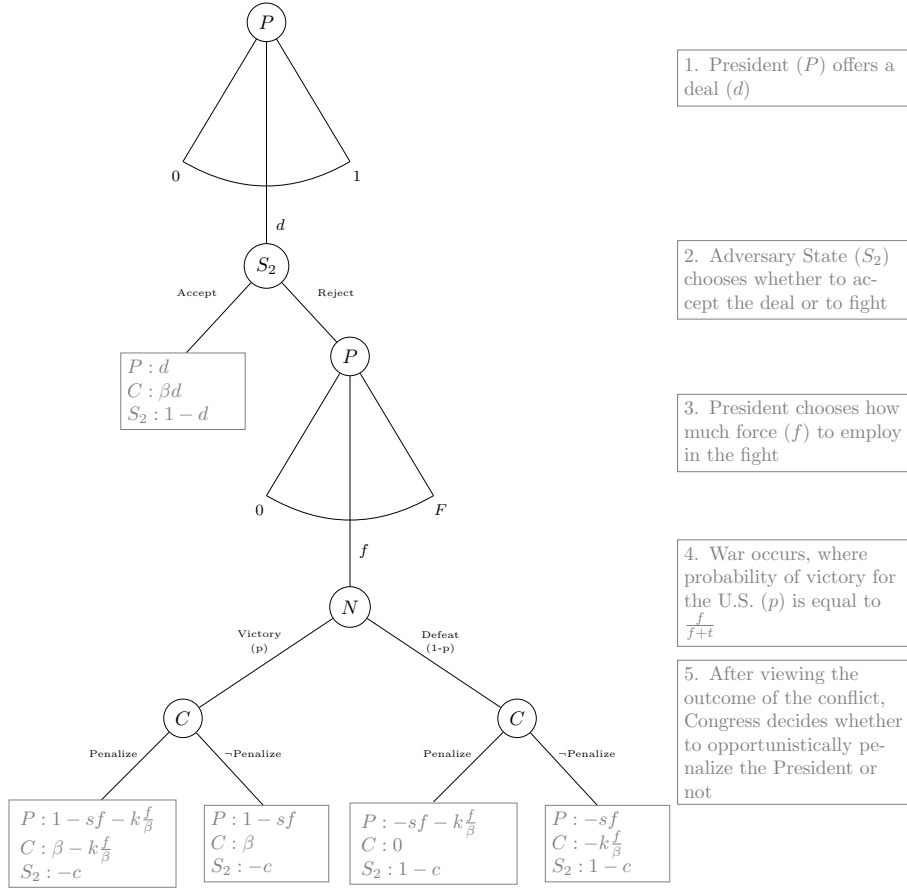 P
1. President (P) offers a
deal (d)
0
1
d
S₂
2. Adversary State (S₂)
chooses whether to ac-
cept the deal or to fight
Accept
Reject
P
P : d
C : βd
S₂ : 1 − d
3. President chooses how
much force (f) to employ
in the fight
0
F
f
4. War occurs, where
probability of victory for
the U.S. (p) is equal to
f/(f+t)
N
Victory
(p)
Defeat
(1-p)
5. After viewing the
outcome of the conflict,
Congress decides whether
to opportunistically pe-
nalize the President or
not
C
C
Penalize
¬Penalize
Penalize
¬Penalize
P : 1 − sf − k f/β
C : β − k f/β
S₂ : −c
P : 1 − sf
C : β
S₂ : −c
P : −sf − k f/β
C : 0
S₂ : 1 − c
P : −sf
C : −k f/β
S₂ : 1 − c